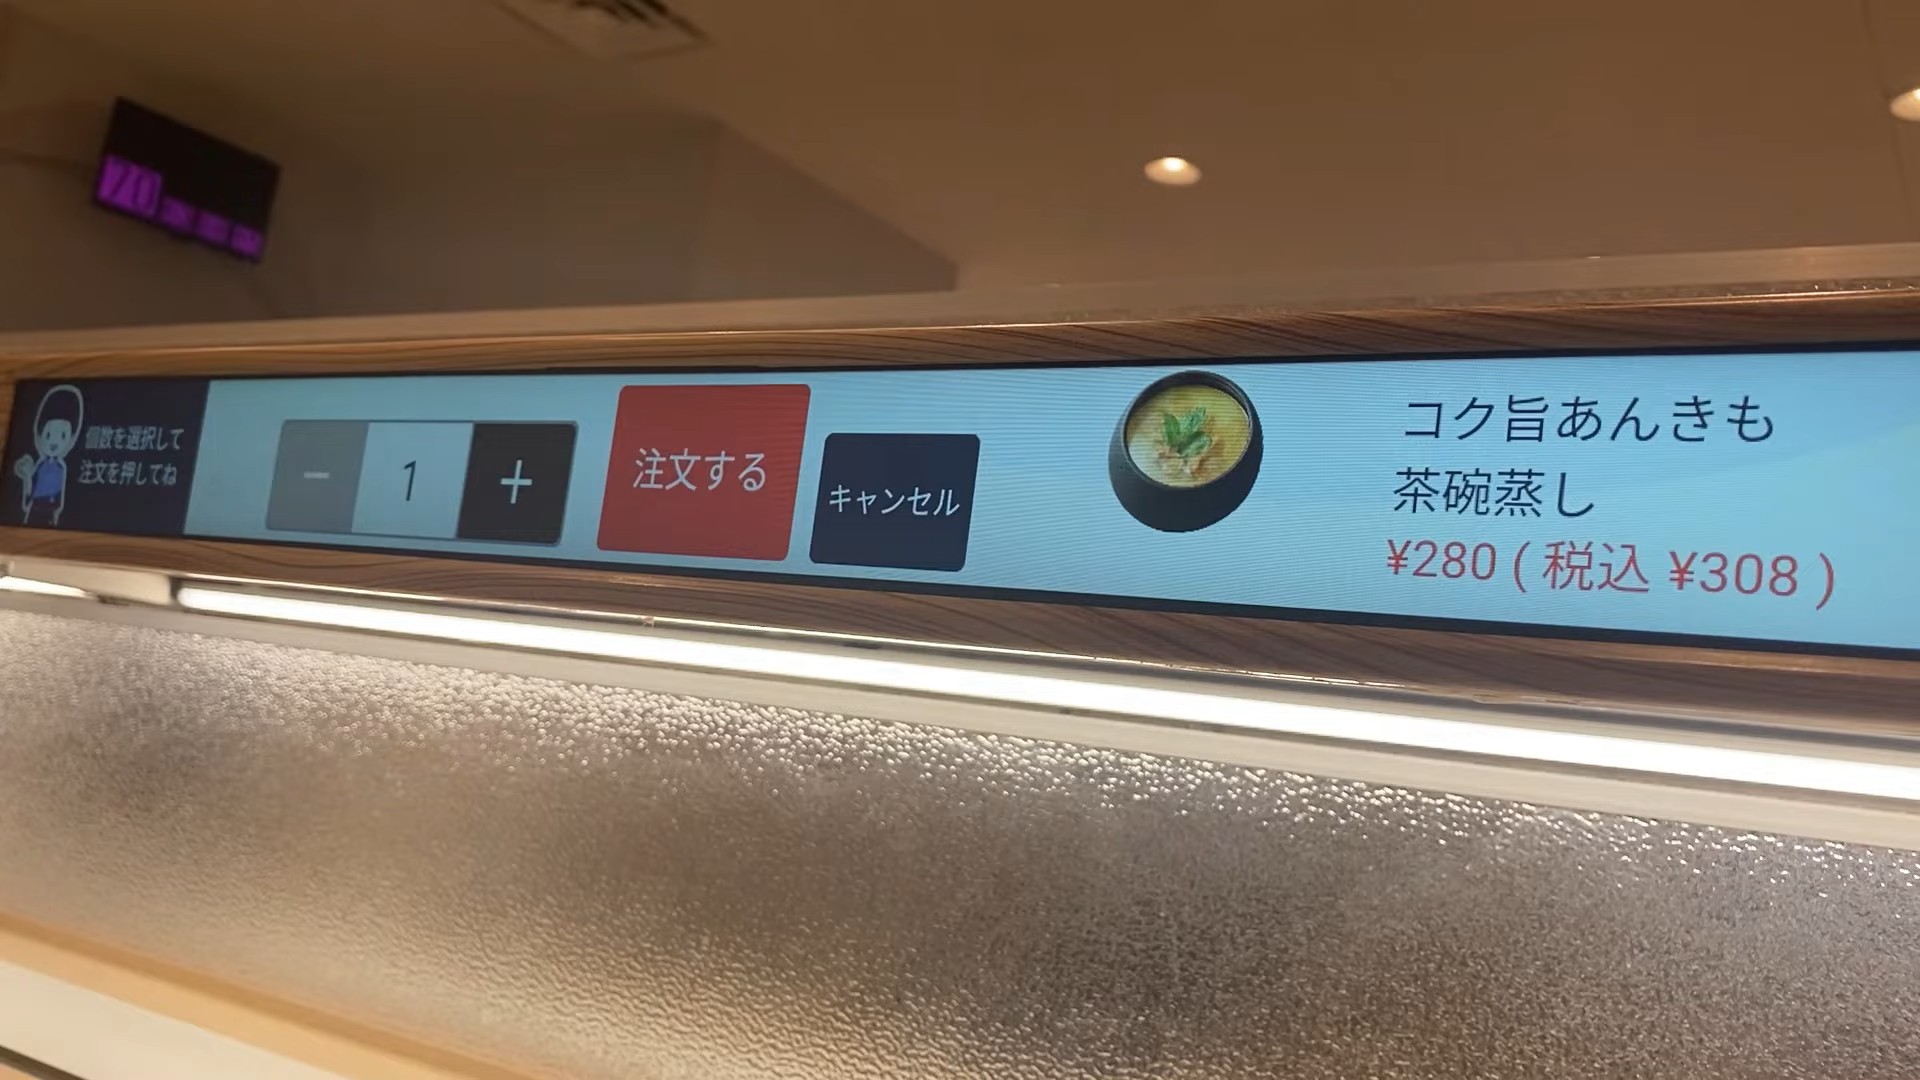 個数を選択して
注文を押してね
− 1 +
注文する
キャンセル
コク旨あんきも
茶碗蒸し
¥280 ( 税込 ¥308 )